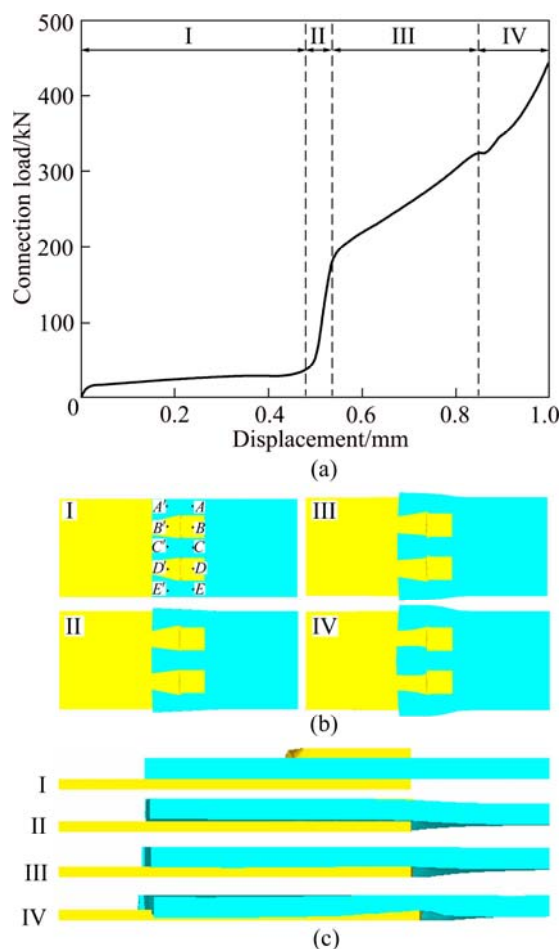 500
I II III IV
400
300
200
100
0
0.2 0.4 0.6 0.8 1.0
Connection load/kN
Displacement/mm
(a)
I A′ A III
B′ B
C′ C
D′ D
E′ E
II IV
(b)
I
II
III
IV
(c)